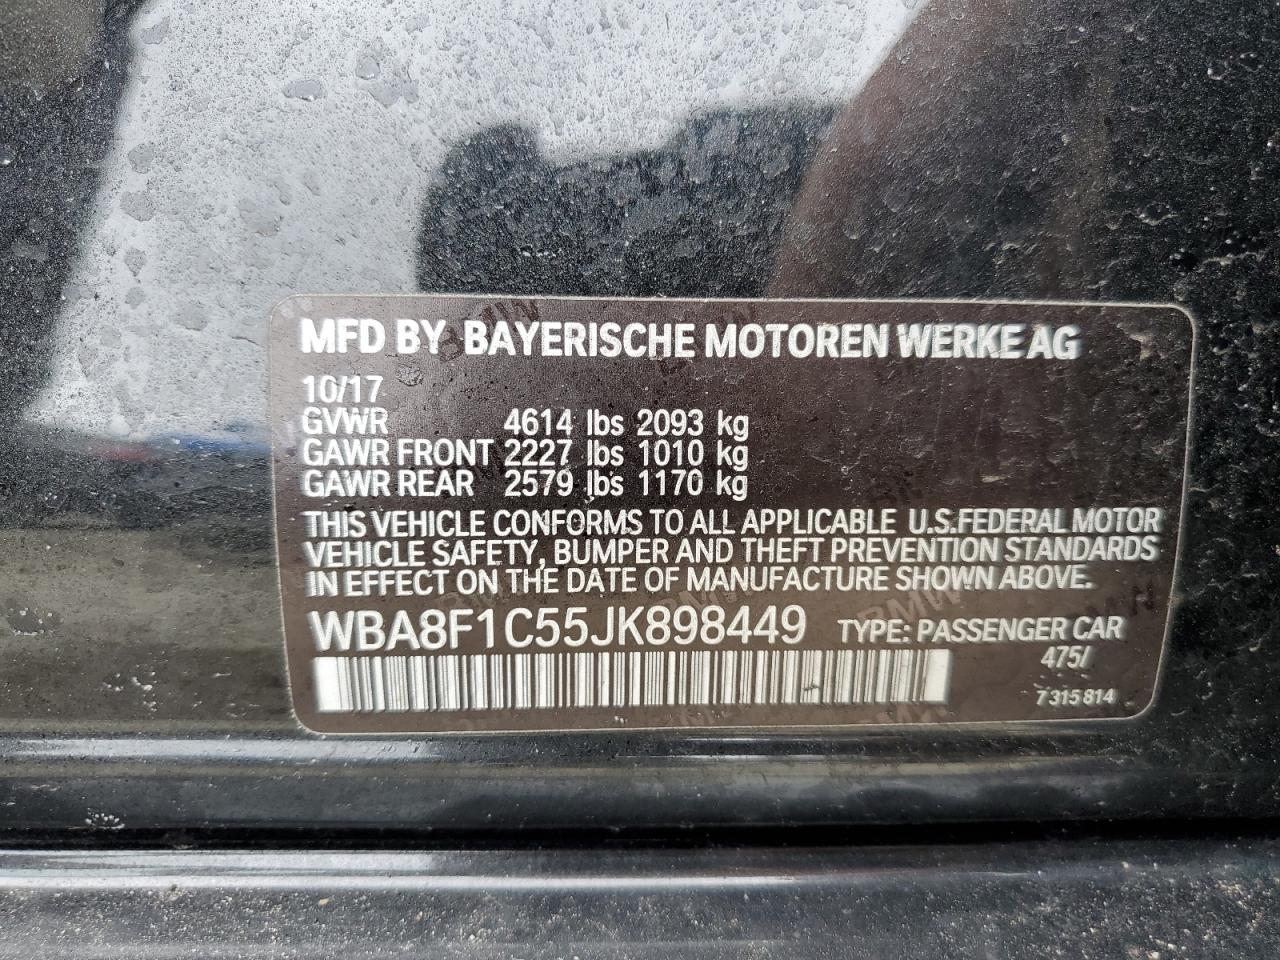 MFD BY BAYERISCHE MOTOREN WERKE AG
10/17
GVWR 4614 lbs 2093 kg
GAWR FRONT 2227 lbs 1010 kg
GAWR REAR 2579 lbs 1170 kg
THIS VEHICLE CONFORMS TO ALL APPLICABLE U.S.FEDERAL MOTOR
VEHICLE SAFETY, BUMPER AND THEFT PREVENTION STANDARDS
IN EFFECT ON THE DATE OF MANUFACTURE SHOWN ABOVE.
WBA8F1C55JK898449 TYPE: PASSENGER CAR
475/
7 315 814